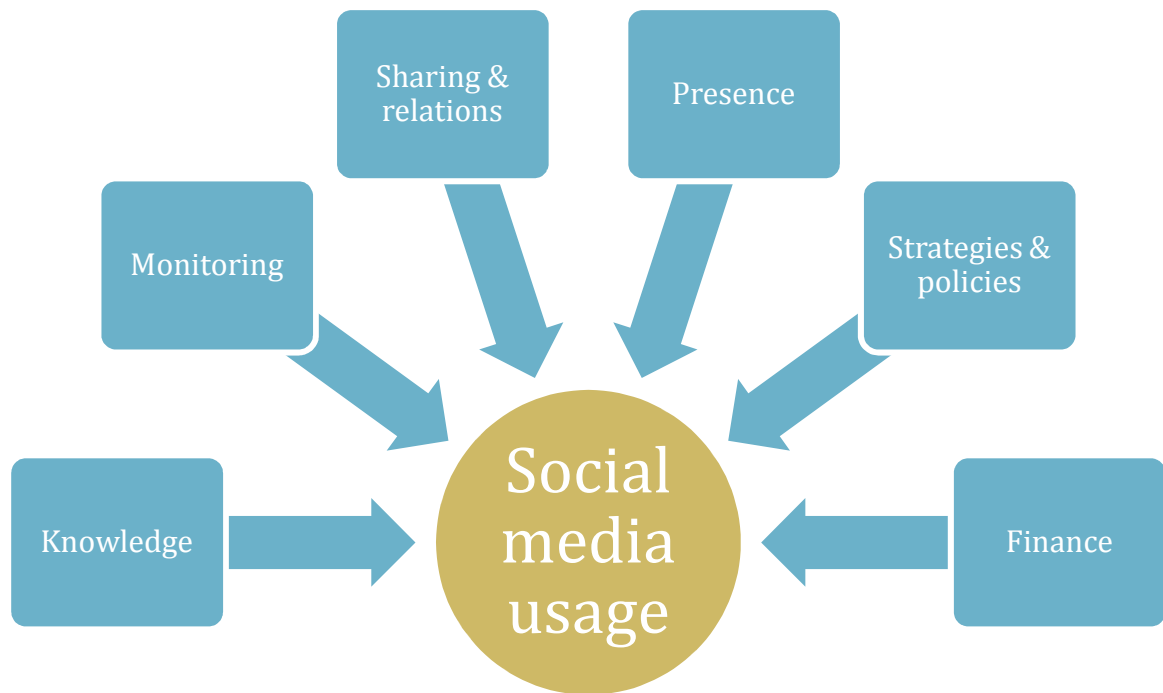 Sharing &
relations
Presence
Monitoring
Strategies &
policies
Knowledge
Social
media
usage
Finance